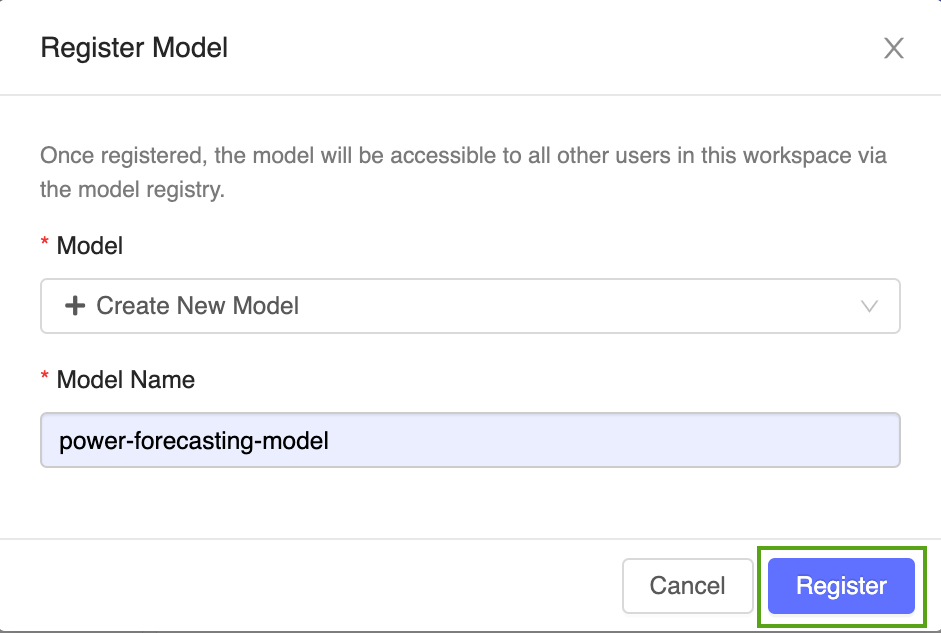 Register Model
Once registered, the model will be accessible to all other users in this workspace via
the model registry.
* Model
+ Create New Model
* Model Name
power-forecasting-model
Cancel
Register